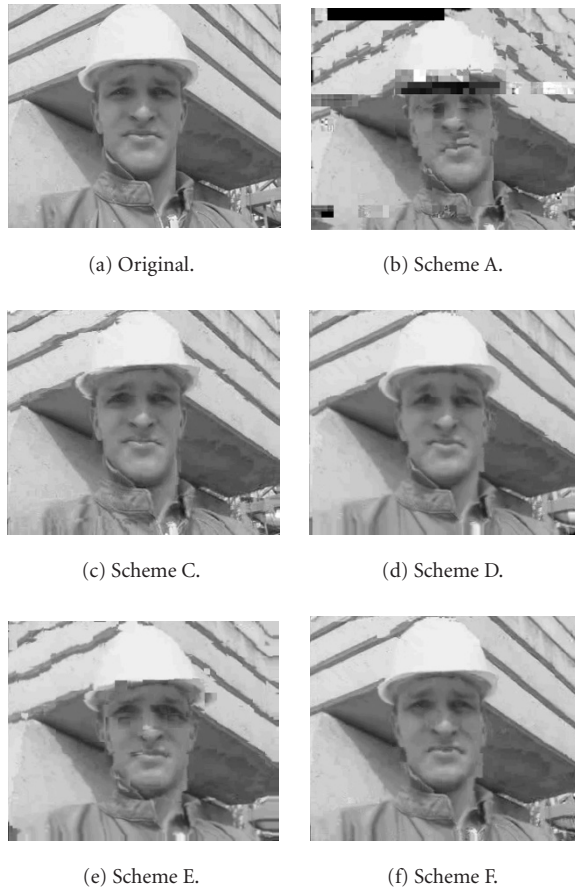 (a) Original.
(b) Scheme A.
(c) Scheme C.
(d) Scheme D.
(e) Scheme E.
(f) Scheme F.